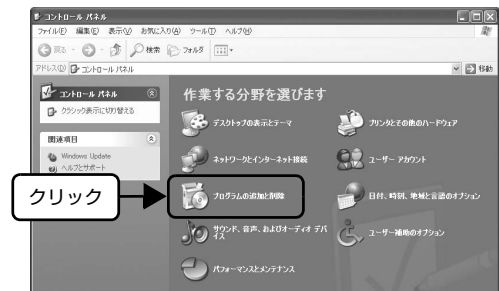 コントロール パネル
ファイル(F) 編集(E) 表示(V) お気に入り(A) ツール(T) ヘルプ(H)
戻る 検索 フォルダ
アドレス(D) コントロール パネル 移動
コントロール パネル
クラシック表示に切り替える
関連項目
Windows Update
ヘルプとサポート
作業する分野を選びます
デスクトップの表示とテーマ
プリンタとその他のハードウェア
ネットワークとインターネット接続
ユーザー アカウント
クリック
プログラムの追加と削除
日付、時刻、地域と言語のオプション
サウンド、音声、およびオーディオ デバイス
ユーザー補助のオプション
パフォーマンスとメンテナンス